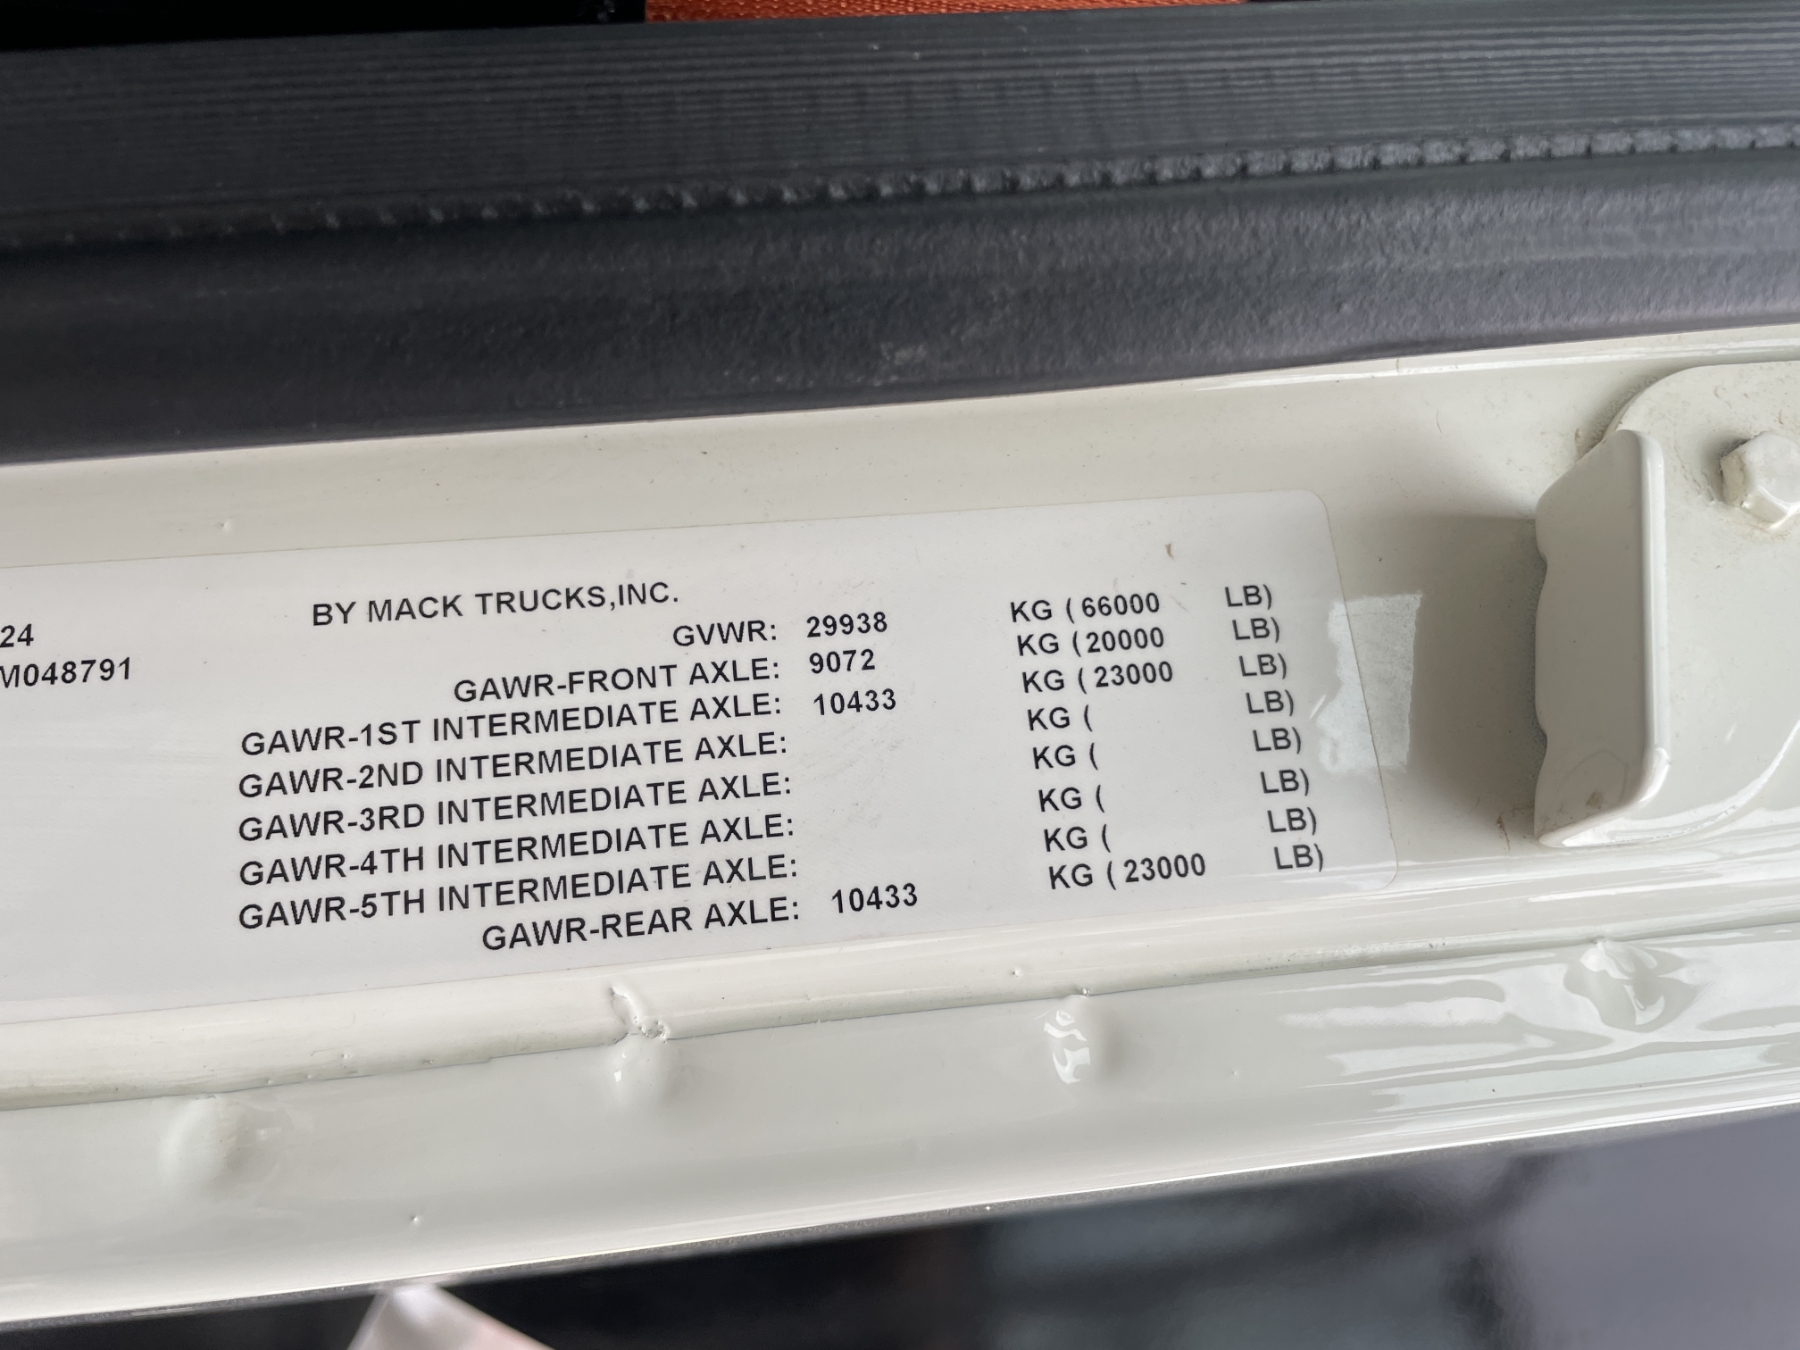 BY MACK TRUCKS,INC.
24 GVWR: 29938 KG ( 66000 LB)
M048791 GAWR-FRONT AXLE: 9072 KG ( 20000 LB)
GAWR-1ST INTERMEDIATE AXLE: 10433 KG ( 23000 LB)
GAWR-2ND INTERMEDIATE AXLE: KG ( LB)
GAWR-3RD INTERMEDIATE AXLE: KG ( LB)
GAWR-4TH INTERMEDIATE AXLE: KG ( LB)
GAWR-5TH INTERMEDIATE AXLE: KG ( LB)
GAWR-REAR AXLE: 10433 KG ( 23000 LB)